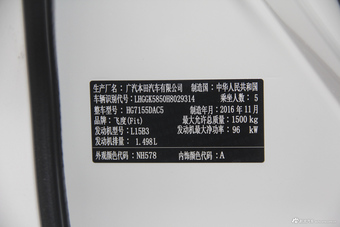 生产厂名：广汽本田汽车有限公司 制造国：中华人民共和国
车辆识别代号：LHGGK5850H8029314 乘坐人数：5
整车型号：HG7155DAC5 制造年月：2016年11月
品牌：飞度(Fit) 最大允许总质量：1500kg
发动机型号：L15B3 发动机最大净功率：96 kW
发动机排量：1.498L
外观颜色代码：NH578 内饰颜色代码：A